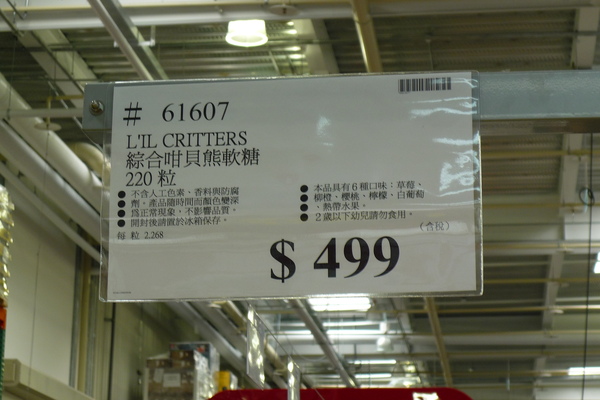 # 61607
L'IL CRITTERS
綜合咁貝熊軟糖
220 粒
● 不含人工色素、香料與防腐
● 劑，產品隨時間而顏色變深
● 為正常現象，不影響品質。
● 開封後請置於冰箱保存。
每 粒 2.268
● 本品具有6種口味：草莓、
● 柳橙、櫻桃、檸檬、白葡萄
● 、熱帶水果。
● 2歲以下幼兒請勿食用。
(含稅)
$ 499